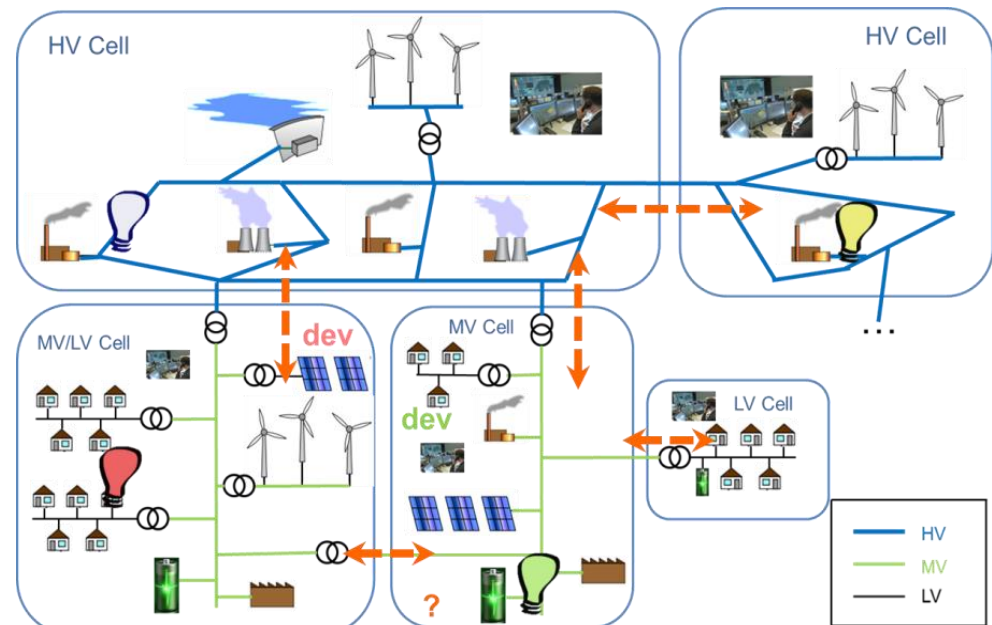 HV Cell
HV Cell
...
MV/LV Cell
dev
MV Cell
dev
LV Cell
?
HV
MV
LV